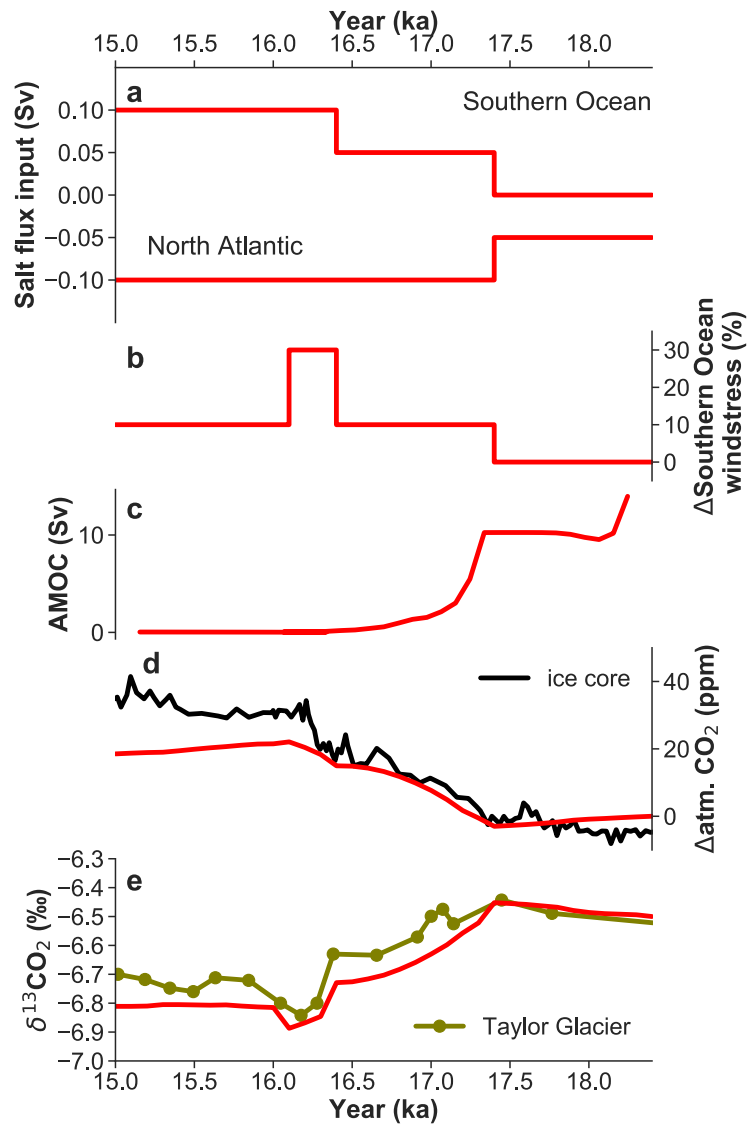 Year (ka)
15.0 15.5 16.0 16.5 17.0 17.5 18.0
a
Southern Ocean
Salt flux input (Sv)
0.10
0.05
0.00
−0.05
−0.10
North Atlantic
b
30
20
10
0
ΔSouthern Ocean
windstress (%)
c
AMOC (Sv)
10
0
d
ice core
40
20
0
Δatm. CO₂ (ppm)
e
δ¹³CO₂ (‰)
−6.3
−6.4
−6.5
−6.6
−6.7
−6.8
−6.9
−7.0
Taylor Glacier
15.0 15.5 16.0 16.5 17.0 17.5 18.0
Year (ka)